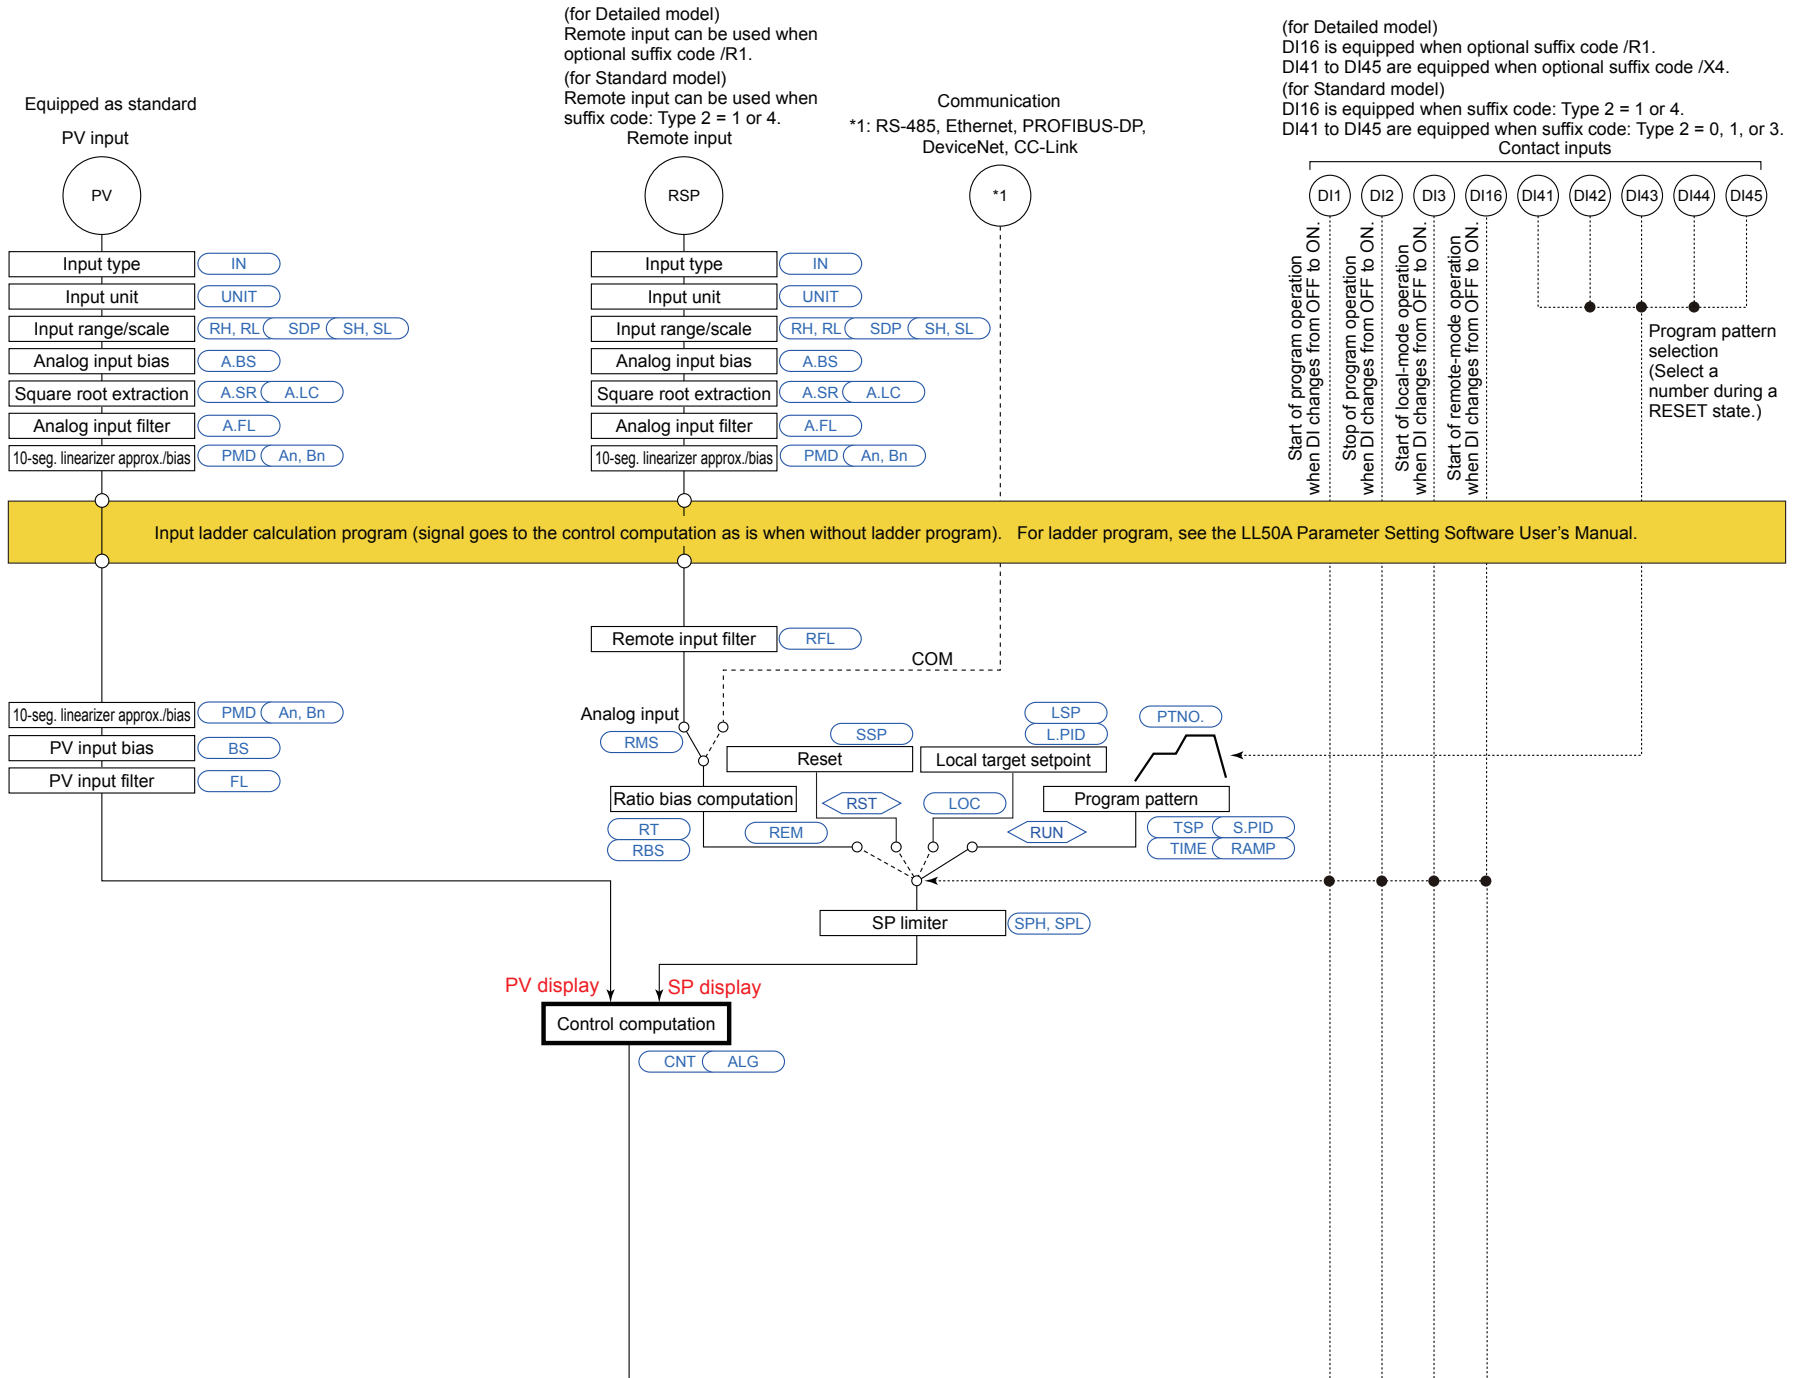 (for Detailed model)
Remote input can be used when
optional suffix code /R1.
(for Standard model)
Remote input can be used when
suffix code: Type 2 = 1 or 4.
Remote input
(for Detailed model)
DI16 is equipped when optional suffix code /R1.
DI41 to DI45 are equipped when optional suffix code /X4.
(for Standard model)
DI16 is equipped when suffix code: Type 2 = 1 or 4.
DI41 to DI45 are equipped when suffix code: Type 2 = 0, 1, or 3.
Contact inputs
Equipped as standard
PV input
Communication
*1: RS-485, Ethernet, PROFIBUS-DP,
DeviceNet, CC-Link
PV
RSP
*1
DI1 DI2 DI3 DI16 DI41 DI42 DI43 DI44 DI45
Input type IN
Input unit UNIT
Input range/scale RH, RL SDP SH, SL
Analog input bias A.BS
Square root extraction A.SR A.LC
Analog input filter A.FL
10-seg. linearizer approx./bias PMD An, Bn
Input type IN
Input unit UNIT
Input range/scale RH, RL SDP SH, SL
Analog input bias A.BS
Square root extraction A.SR A.LC
Analog input filter A.FL
10-seg. linearizer approx./bias PMD An, Bn
Start of program operation
when DI changes from OFF to ON.
Stop of program operation
when DI changes from OFF to ON.
Start of local-mode operation
when DI changes from OFF to ON.
Start of remote-mode operation
when DI changes from OFF to ON.
Program pattern
selection
(Select a
number during a
RESET state.)
Input ladder calculation program (signal goes to the control computation as is when without ladder program). For ladder program, see the LL50A Parameter Setting Software User's Manual.
Remote input filter RFL
COM
10-seg. linearizer approx./bias PMD An, Bn
PV input bias BS
PV input filter FL
Analog input
RMS
SSP
Reset
LSP
L.PID
Local target setpoint
PTNO.
Ratio bias computation
RST
LOC
Program pattern
RT
RBS
REM
RUN
TSP S.PID
TIME RAMP
SP limiter SPH, SPL
PV display
SP display
Control computation
CNT ALG